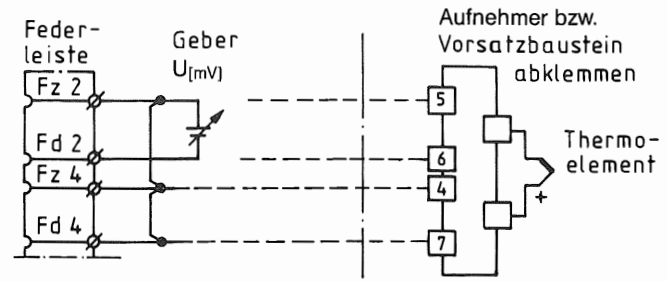 Feder-
leiste
Fz 2
Fd 2
Fz 4
Fd 4
Geber
U[mV]
Aufnehmer bzw.
Vorsatzbaustein
abklemmen
5
6
4
7
Thermo-
element
+